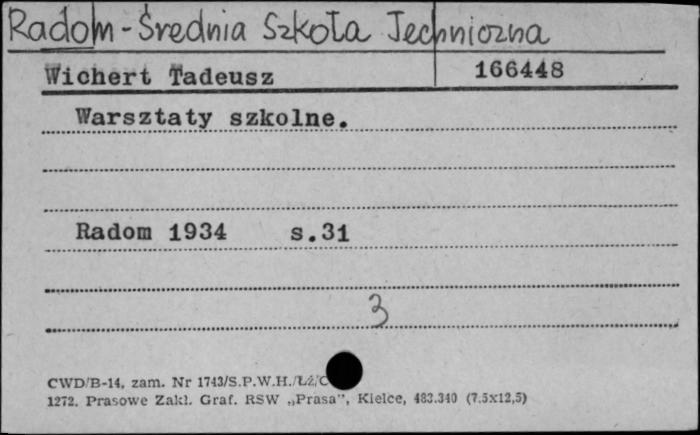 Radom - Średnia Szkoła Techniczna
Wichert Tadeusz 166448
Warsztaty szkolne.
Radom 1934 s.31
3
CWD/B-14, zam. Nr 1743/S.P.W.H./Łź/C
1272. Prasowe Zakł. Graf. RSW „Prasa”, Kielce, 483.340 (7.5x12,5)